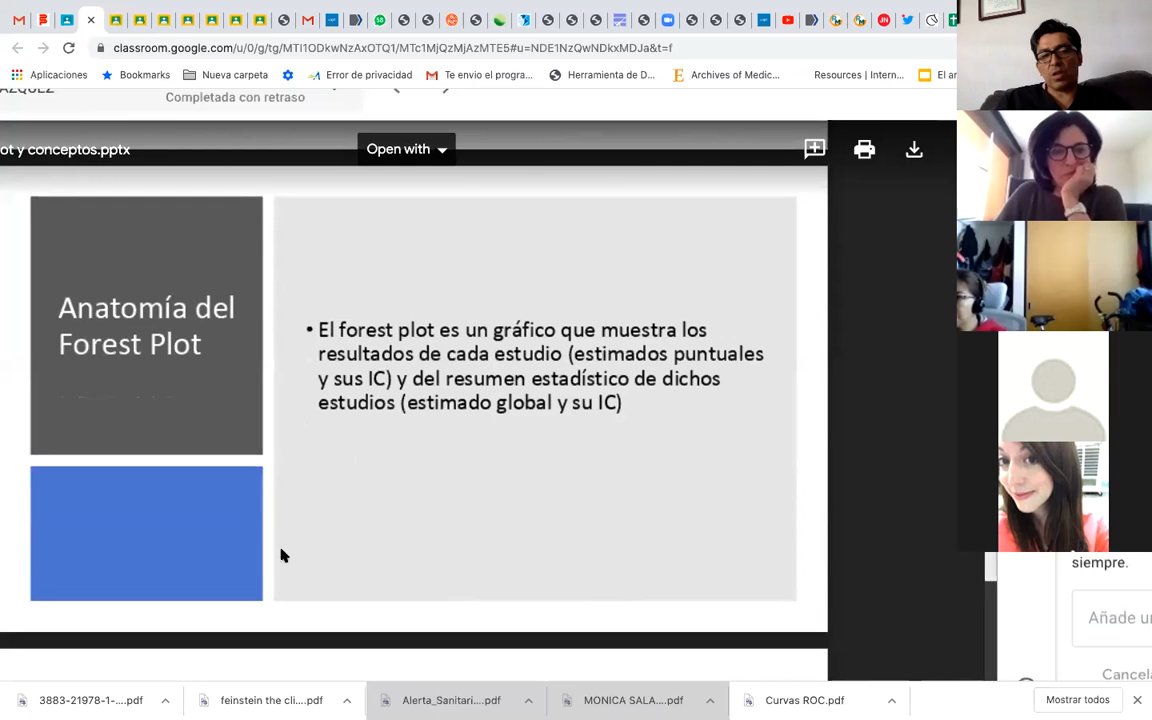 classroom.google.com/u/0/g/tg/MTI1ODkwNzAxOTQ1/MTc1MjQzMjAzMTE5#u=NDE1NzQwNDkxMDJa&t=f
Aplicaciones
Bookmarks
Nueva carpeta
Error de privacidad
Te envio el progra...
Herramienta de D...
Archives of Medic...
Resources | Intern...
El ar
Completada con retraso
ot y conceptos.pptx
Open with
Anatomía del
Forest Plot
• El forest plot es un gráfico que muestra los
resultados de cada estudio (estimados puntuales
y sus IC) y del resumen estadístico de dichos
estudios (estimado global y su IC)
siempre.
Añade un
Cancela
3883-21978-1-....pdf
feinstein the cli....pdf
Alerta_Sanitari....pdf
MONICA SALA....pdf
Curvas ROC.pdf
Mostrar todos